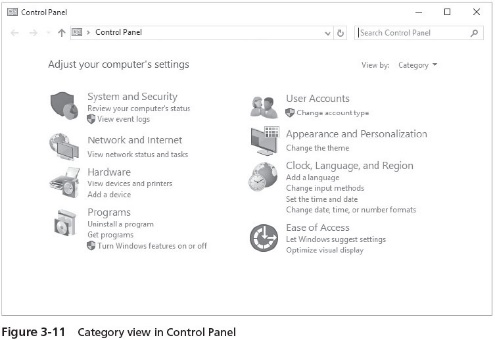 Control Panel
Control Panel
Search Control Panel
Adjust your computer's settings
View by: Category
System and Security
Review your computer's status
View event logs
Network and Internet
View network status and tasks
Hardware
View devices and printers
Add a device
Programs
Uninstall a program
Get programs
Turn Windows features on or off
User Accounts
Change account type
Appearance and Personalization
Change the theme
Clock, Language, and Region
Add a language
Change input methods
Set the time and date
Change date, time, or number formats
Ease of Access
Let Windows suggest settings
Optimize visual display
Figure 3-11 Category view in Control Panel